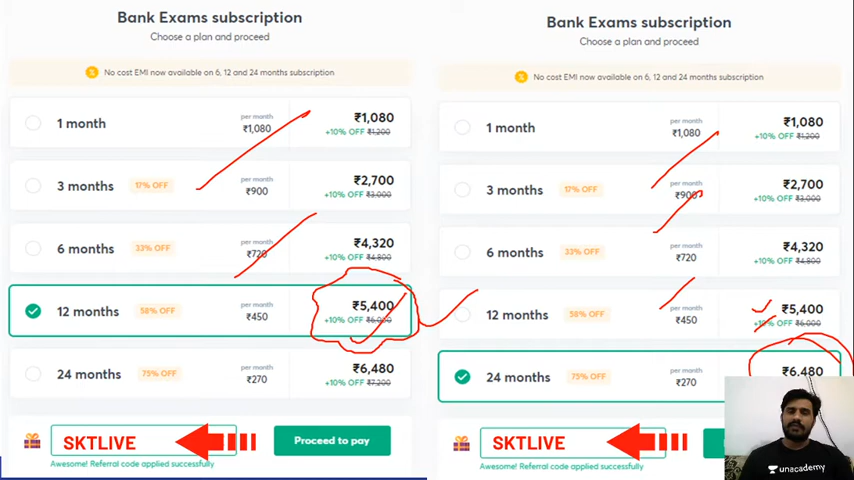 Bank Exams subscription
Choose a plan and proceed
No cost EMI now available on 6, 12 and 24 months subscription
1 month
per month
₹1,080
₹1,080
+10% OFF ₹1,200
3 months
17% OFF
per month
₹900
₹2,700
+10% OFF ₹3,000
6 months
33% OFF
per month
₹720
₹4,320
+10% OFF ₹4,800
12 months
58% OFF
per month
₹450
₹5,400
+10% OFF ₹6,000
24 months
75% OFF
per month
₹270
₹6,480
+10% OFF ₹7,200
SKTLIVE
Proceed to pay
Awesome! Referral code applied successfully
Bank Exams subscription
Choose a plan and proceed
No cost EMI now available on 6, 12 and 24 months subscription
1 month
per month
₹1,080
₹1,080
+10% OFF ₹1,200
3 months
17% OFF
per month
₹900
₹2,700
+10% OFF ₹3,000
6 months
33% OFF
per month
₹720
₹4,320
+10% OFF ₹4,800
12 months
58% OFF
per month
₹450
₹5,400
+10% OFF ₹6,000
24 months
75% OFF
per month
₹270
₹6,480
SKTLIVE
Awesome! Referral code applied successfully
unacademy